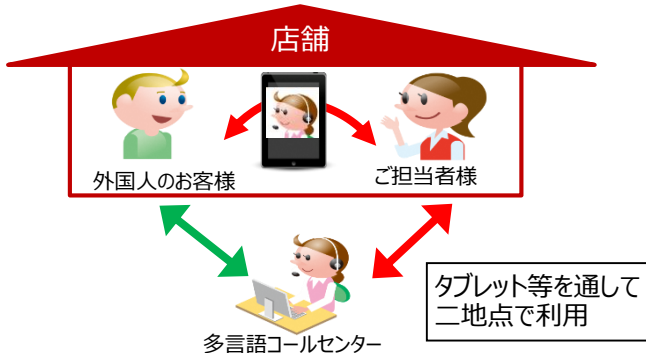 店舗
外国人のお客様
ご担当者様
タブレット等を通して
二地点で利用
多言語コールセンター